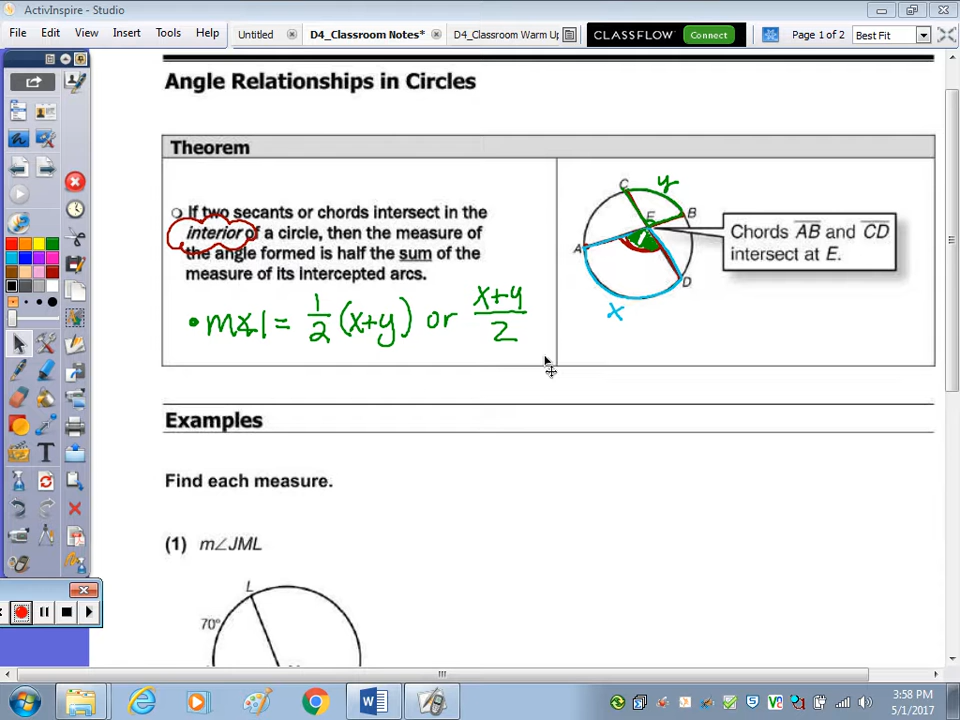 ActivInspire - Studio
File Edit View Insert Tools Help Untitled D4_Classroom Notes* D4_Classroom Warm Up CLASSFLOW Connect Page 1 of 2 Best Fit
Angle Relationships in Circles
Theorem
If two secants or chords intersect in the
interior of a circle, then the measure of
the angle formed is half the sum of the
measure of its intercepted arcs.
• m∡1 = 1/2 (x+y) or x+y/2
C
y
B
E
A
1
D
x
Chords AB and CD
intersect at E.
Examples
Find each measure.
(1) m∠JML
L
70°
3:58 PM
5/1/2017